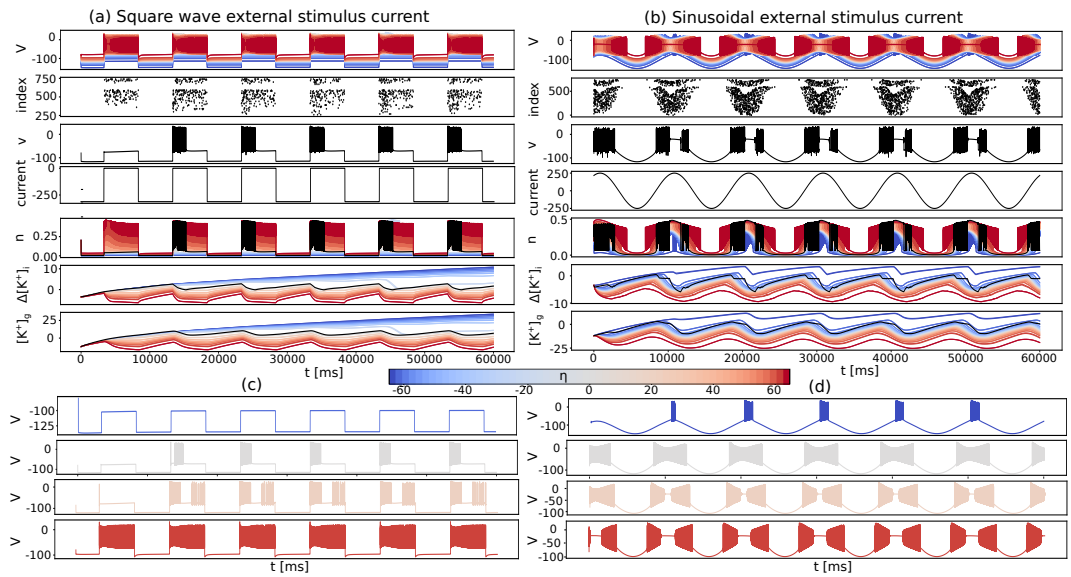 (a) Square wave external stimulus current
V
0
-100
index
750
500
250
v
0
-100
current
0
-250
n
0.25
0.00
Δ[K⁺]ᵢ
10
0
[K⁺]g
25
0
0 10000 20000 30000 40000 50000 60000
t [ms]
(b) Sinusoidal external stimulus current
V
0
-100
index
500
0
v
0
-100
current
250
0
-250
n
0.5
0.0
Δ[K⁺]ᵢ
0
-10
[K⁺]g
0
-25
0 10000 20000 30000 40000 50000 60000
t [ms]
η
-60 -40 -20 0 20 40 60
(c)
V
-100
-125
V
0
-100
V
0
-100
V
0
-100
t [ms]
(d)
V
0
-100
V
0
-100
V
0
-50
-100
V
0
-50
-100
t [ms]